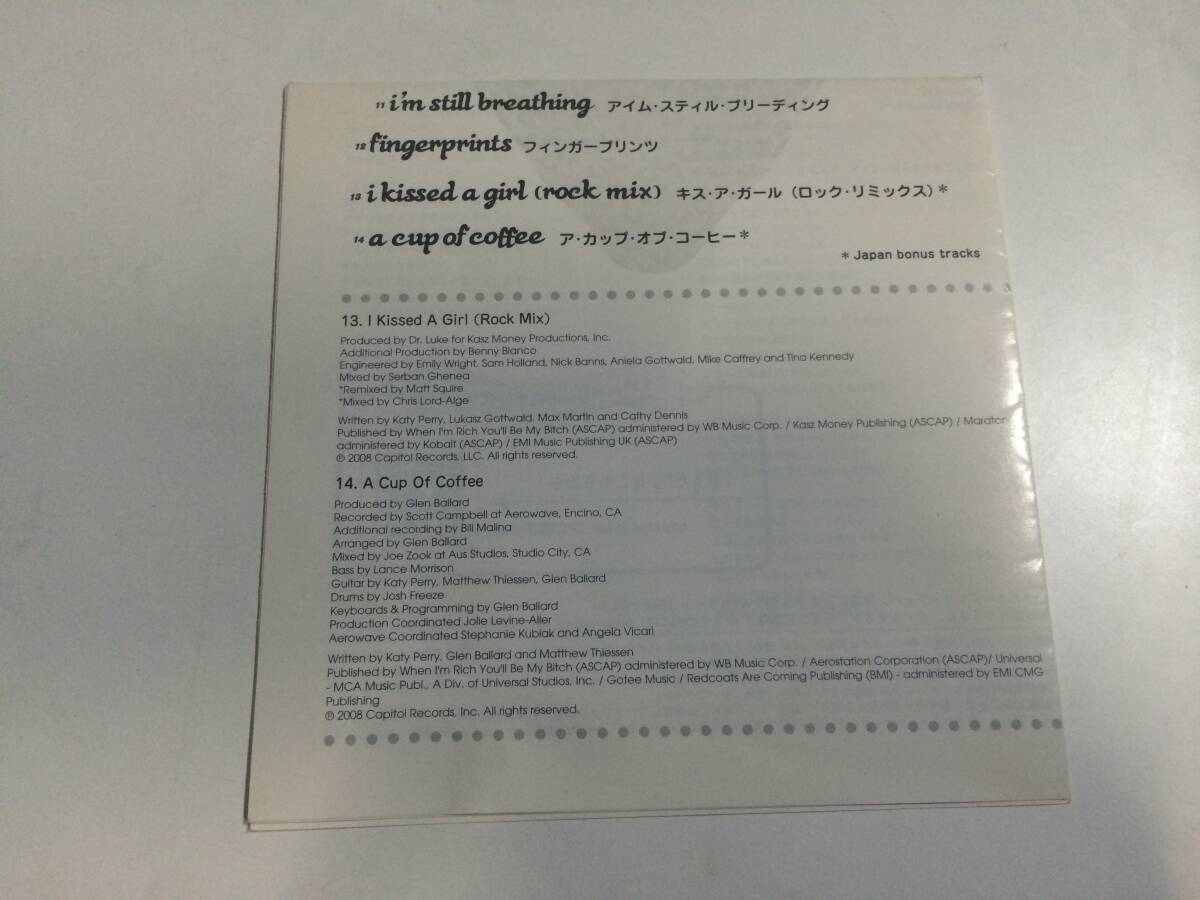 11 i'm still breathing アイム・スティル・ブリーディング
12 fingerprints フィンガープリンツ
13 i kissed a girl (rock mix) キス・ア・ガール (ロック・リミックス)*
14 a cup of coffee ア・カップ・オブ・コーヒー*
* Japan bonus tracks
13. I Kissed A Girl (Rock Mix)
Produced by Dr. Luke for Kasz Money Productions, Inc.
Additional Production by Benny Blanco
Engineered by Emily Wright, Sam Holland, Nick Banns, Aniela Gottwald, Mike Caffrey and Tina Kennedy
Mixed by Serban Ghenea
*Remixed by Matt Squire
*Mixed by Chris Lord-Alge
Written by Katy Perry, Lukasz Gottwald, Max Martin and Cathy Dennis
Published by When I'm Rich You'll Be My Bitch (ASCAP) administered by WB Music Corp. / Kasz Money Publishing (ASCAP) / Maratone
administered by Kobalt (ASCAP) / EMI Music Publishing UK (ASCAP)
℗ 2008 Capitol Records, LLC. All rights reserved.
14. A Cup Of Coffee
Produced by Glen Ballard
Recorded by Scott Campbell at Aerowave, Encino, CA
Additional recording by Bill Malina
Arranged by Glen Ballard
Mixed by Joe Zook at Aus Studios, Studio City, CA
Bass by Lance Morrison
Guitar by Katy Perry, Matthew Thiessen, Glen Ballard
Drums by Josh Freeze
Keyboards & Programming by Glen Ballard
Production Coordinated Jolie Levine-Aller
Aerowave Coordinated Stephanie Kubiak and Angela Vicari
Written by Katy Perry, Glen Ballard and Matthew Thiessen
Published by When I'm Rich You'll Be My Bitch (ASCAP) administered by WB Music Corp. / Aerostation Corporation (ASCAP)/ Universal
- MCA Music Publ., A Div. of Universal Studios, Inc. / Gotee Music / Redcoats Are Coming Publishing (BMI) - administered by EMI CMG
Publishing
℗ 2008 Capitol Records, Inc. All rights reserved.